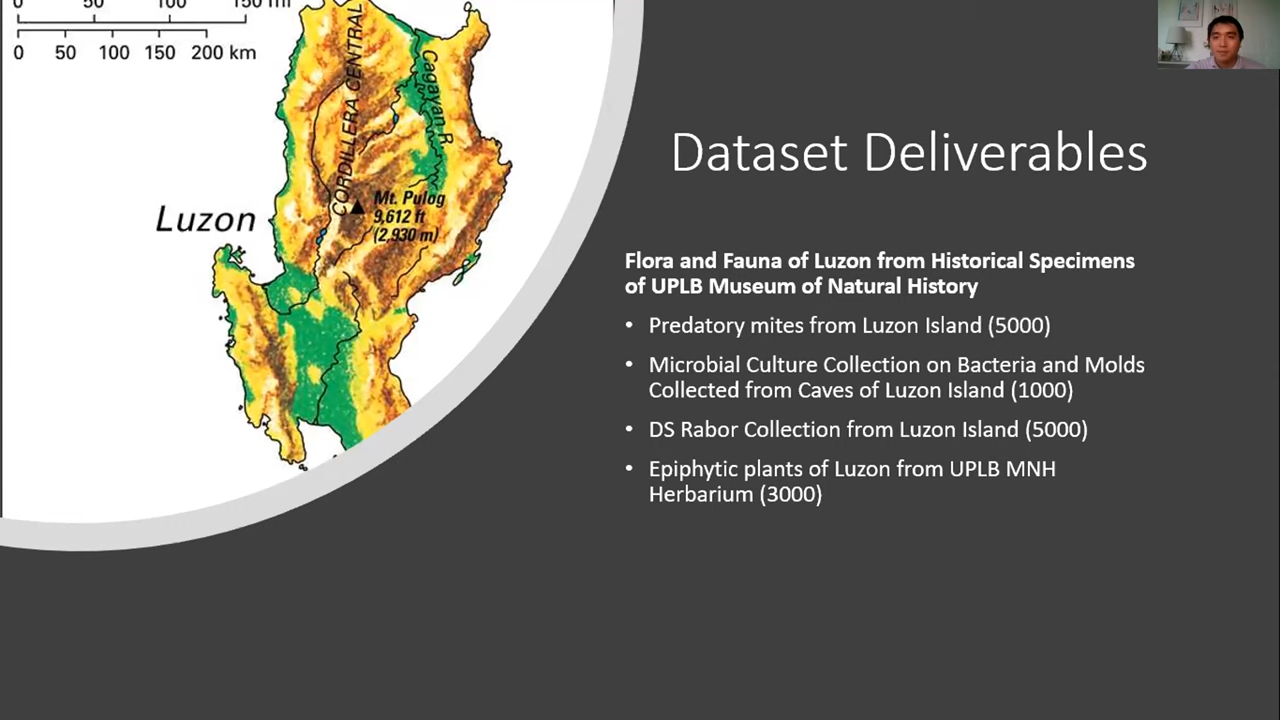 0 50 100 150 mi
0 50 100 150 200 km
CORDILLERA CENTRAL
Cagayan R.
Mt. Pulog
9,612 ft
(2,930 m)
Luzon
Dataset Deliverables
Flora and Fauna of Luzon from Historical Specimens
of UPLB Museum of Natural History
• Predatory mites from Luzon Island (5000)
• Microbial Culture Collection on Bacteria and Molds
Collected from Caves of Luzon Island (1000)
• DS Rabor Collection from Luzon Island (5000)
• Epiphytic plants of Luzon from UPLB MNH
Herbarium (3000)